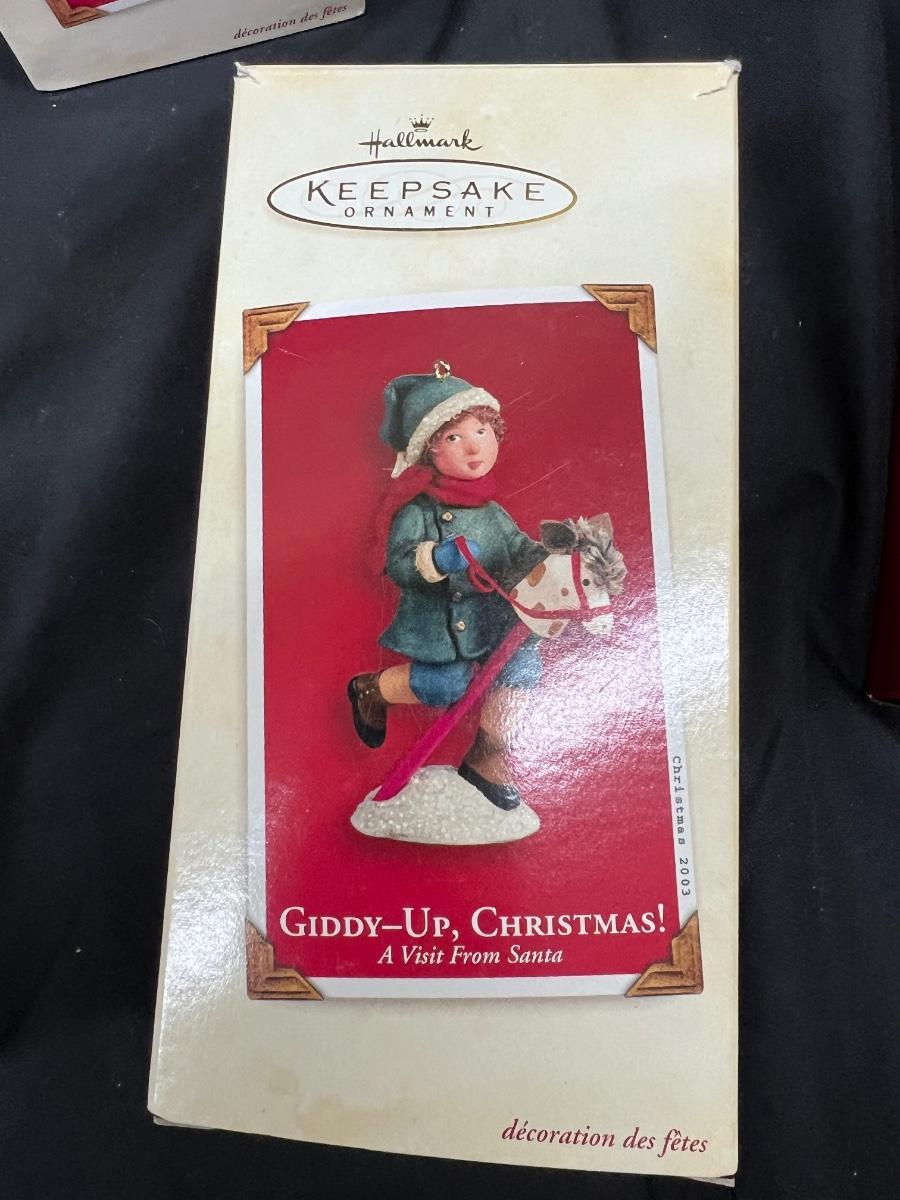 décoration des fêtes
Hallmark
KEEPSAKE
ORNAMENT
Christmas 2003
GIDDY–UP, CHRISTMAS!
A Visit From Santa
décoration des fêtes